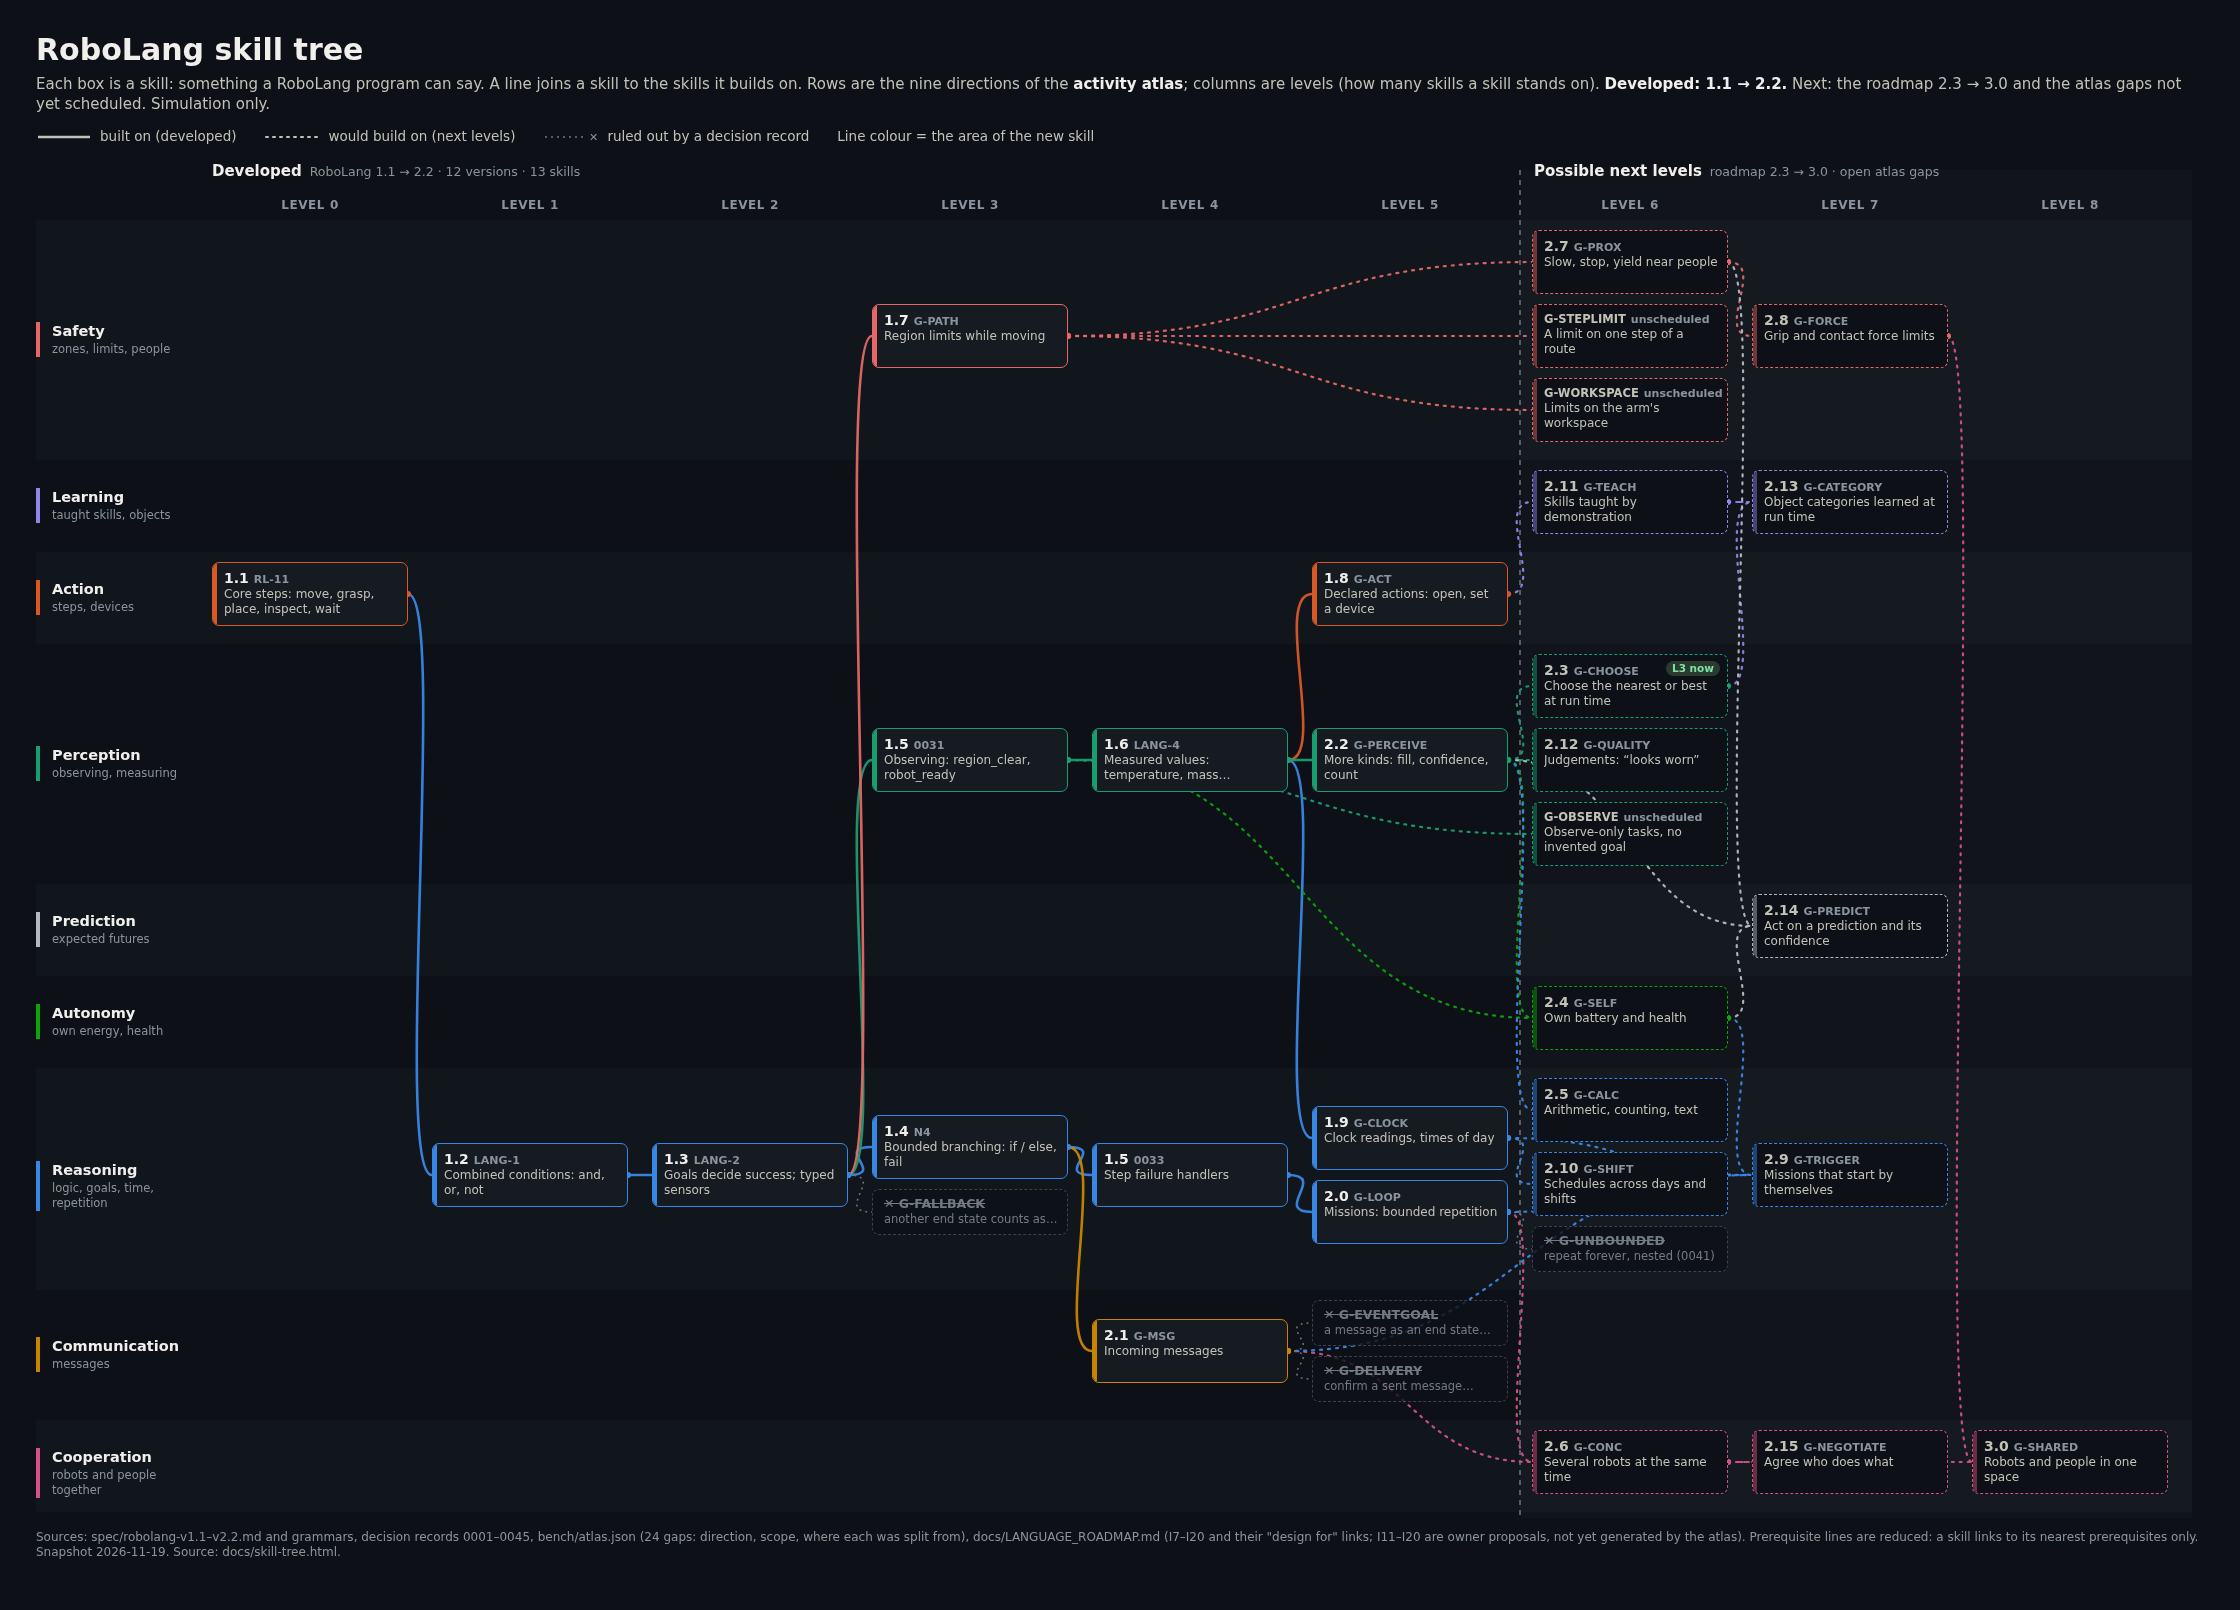 RoboLang skill tree
Each box is a skill: something a RoboLang program can say. A line joins a skill to the skills it builds on. Rows are the nine directions of the activity atlas; columns are levels (how many skills a skill stands on). Developed: 1.1 → 2.2. Next: the roadmap 2.3 → 3.0 and the atlas gaps not
yet scheduled. Simulation only.
built on (developed)
would build on (next levels)
× ruled out by a decision record
Line colour = the area of the new skill
Developed RoboLang 1.1 → 2.2 · 12 versions · 13 skills
Possible next levels roadmap 2.3 → 3.0 · open atlas gaps
LEVEL 0
LEVEL 1
LEVEL 2
LEVEL 3
LEVEL 4
LEVEL 5
LEVEL 6
LEVEL 7
LEVEL 8
Safety
zones, limits, people
1.7 G-PATH
Region limits while moving
2.7 G-PROX
Slow, stop, yield near people
G-STEPLIMIT unscheduled
A limit on one step of a
route
G-WORKSPACE unscheduled
Limits on the arm's
workspace
2.8 G-FORCE
Grip and contact force limits
Learning
taught skills, objects
2.11 G-TEACH
Skills taught by
demonstration
2.13 G-CATEGORY
Object categories learned at
run time
Action
steps, devices
1.1 RL-11
Core steps: move, grasp,
place, inspect, wait
1.8 G-ACT
Declared actions: open, set
a device
Perception
observing, measuring
1.5 0031
Observing: region_clear,
robot_ready
1.6 LANG-4
Measured values:
temperature, mass…
2.2 G-PERCEIVE
More kinds: fill, confidence,
count
2.3 G-CHOOSE L3 now
Choose the nearest or best
at run time
2.12 G-QUALITY
Judgements: “looks worn”
G-OBSERVE unscheduled
Observe-only tasks, no
invented goal
Prediction
expected futures
2.14 G-PREDICT
Act on a prediction and its
confidence
Autonomy
own energy, health
2.4 G-SELF
Own battery and health
Reasoning
logic, goals, time,
repetition
1.2 LANG-1
Combined conditions: and,
or, not
1.3 LANG-2
Goals decide success; typed
sensors
1.4 N4
Bounded branching: if / else,
fail
× G-FALLBACK
another end state counts as…
1.5 0033
Step failure handlers
1.9 G-CLOCK
Clock readings, times of day
2.0 G-LOOP
Missions: bounded repetition
2.5 G-CALC
Arithmetic, counting, text
2.10 G-SHIFT
Schedules across days and
shifts
× G-UNBOUNDED
repeat forever, nested (0041)
2.9 G-TRIGGER
Missions that start by
themselves
Communication
messages
2.1 G-MSG
Incoming messages
× G-EVENTGOAL
a message as an end state…
× G-DELIVERY
confirm a sent message…
Cooperation
robots and people
together
2.6 G-CONC
Several robots at the same
time
2.15 G-NEGOTIATE
Agree who does what
3.0 G-SHARED
Robots and people in one
space
Sources: spec/robolang-v1.1–v2.2.md and grammars, decision records 0001–0045, bench/atlas.json (24 gaps: direction, scope, where each was split from), docs/LANGUAGE_ROADMAP.md (I7–I20 and their "design for" links; I11–I20 are owner proposals, not yet generated by the atlas). Prerequisite lines are reduced: a skill links to its nearest prerequisites only.
Snapshot 2026-11-19. Source: docs/skill-tree.html.